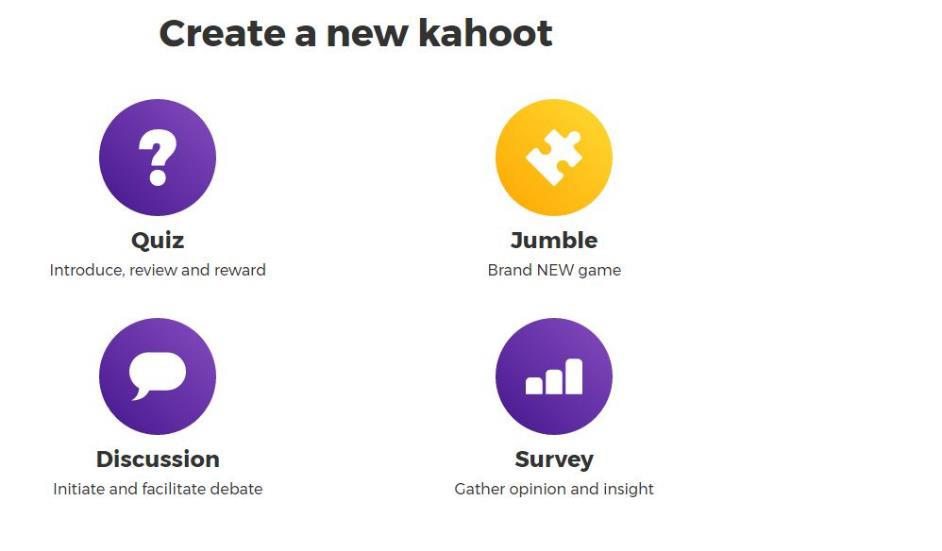 Create a new kahoot
Quiz
Introduce, review and reward
Jumble
Brand NEW game
Discussion
Initiate and facilitate debate
Survey
Gather opinion and insight